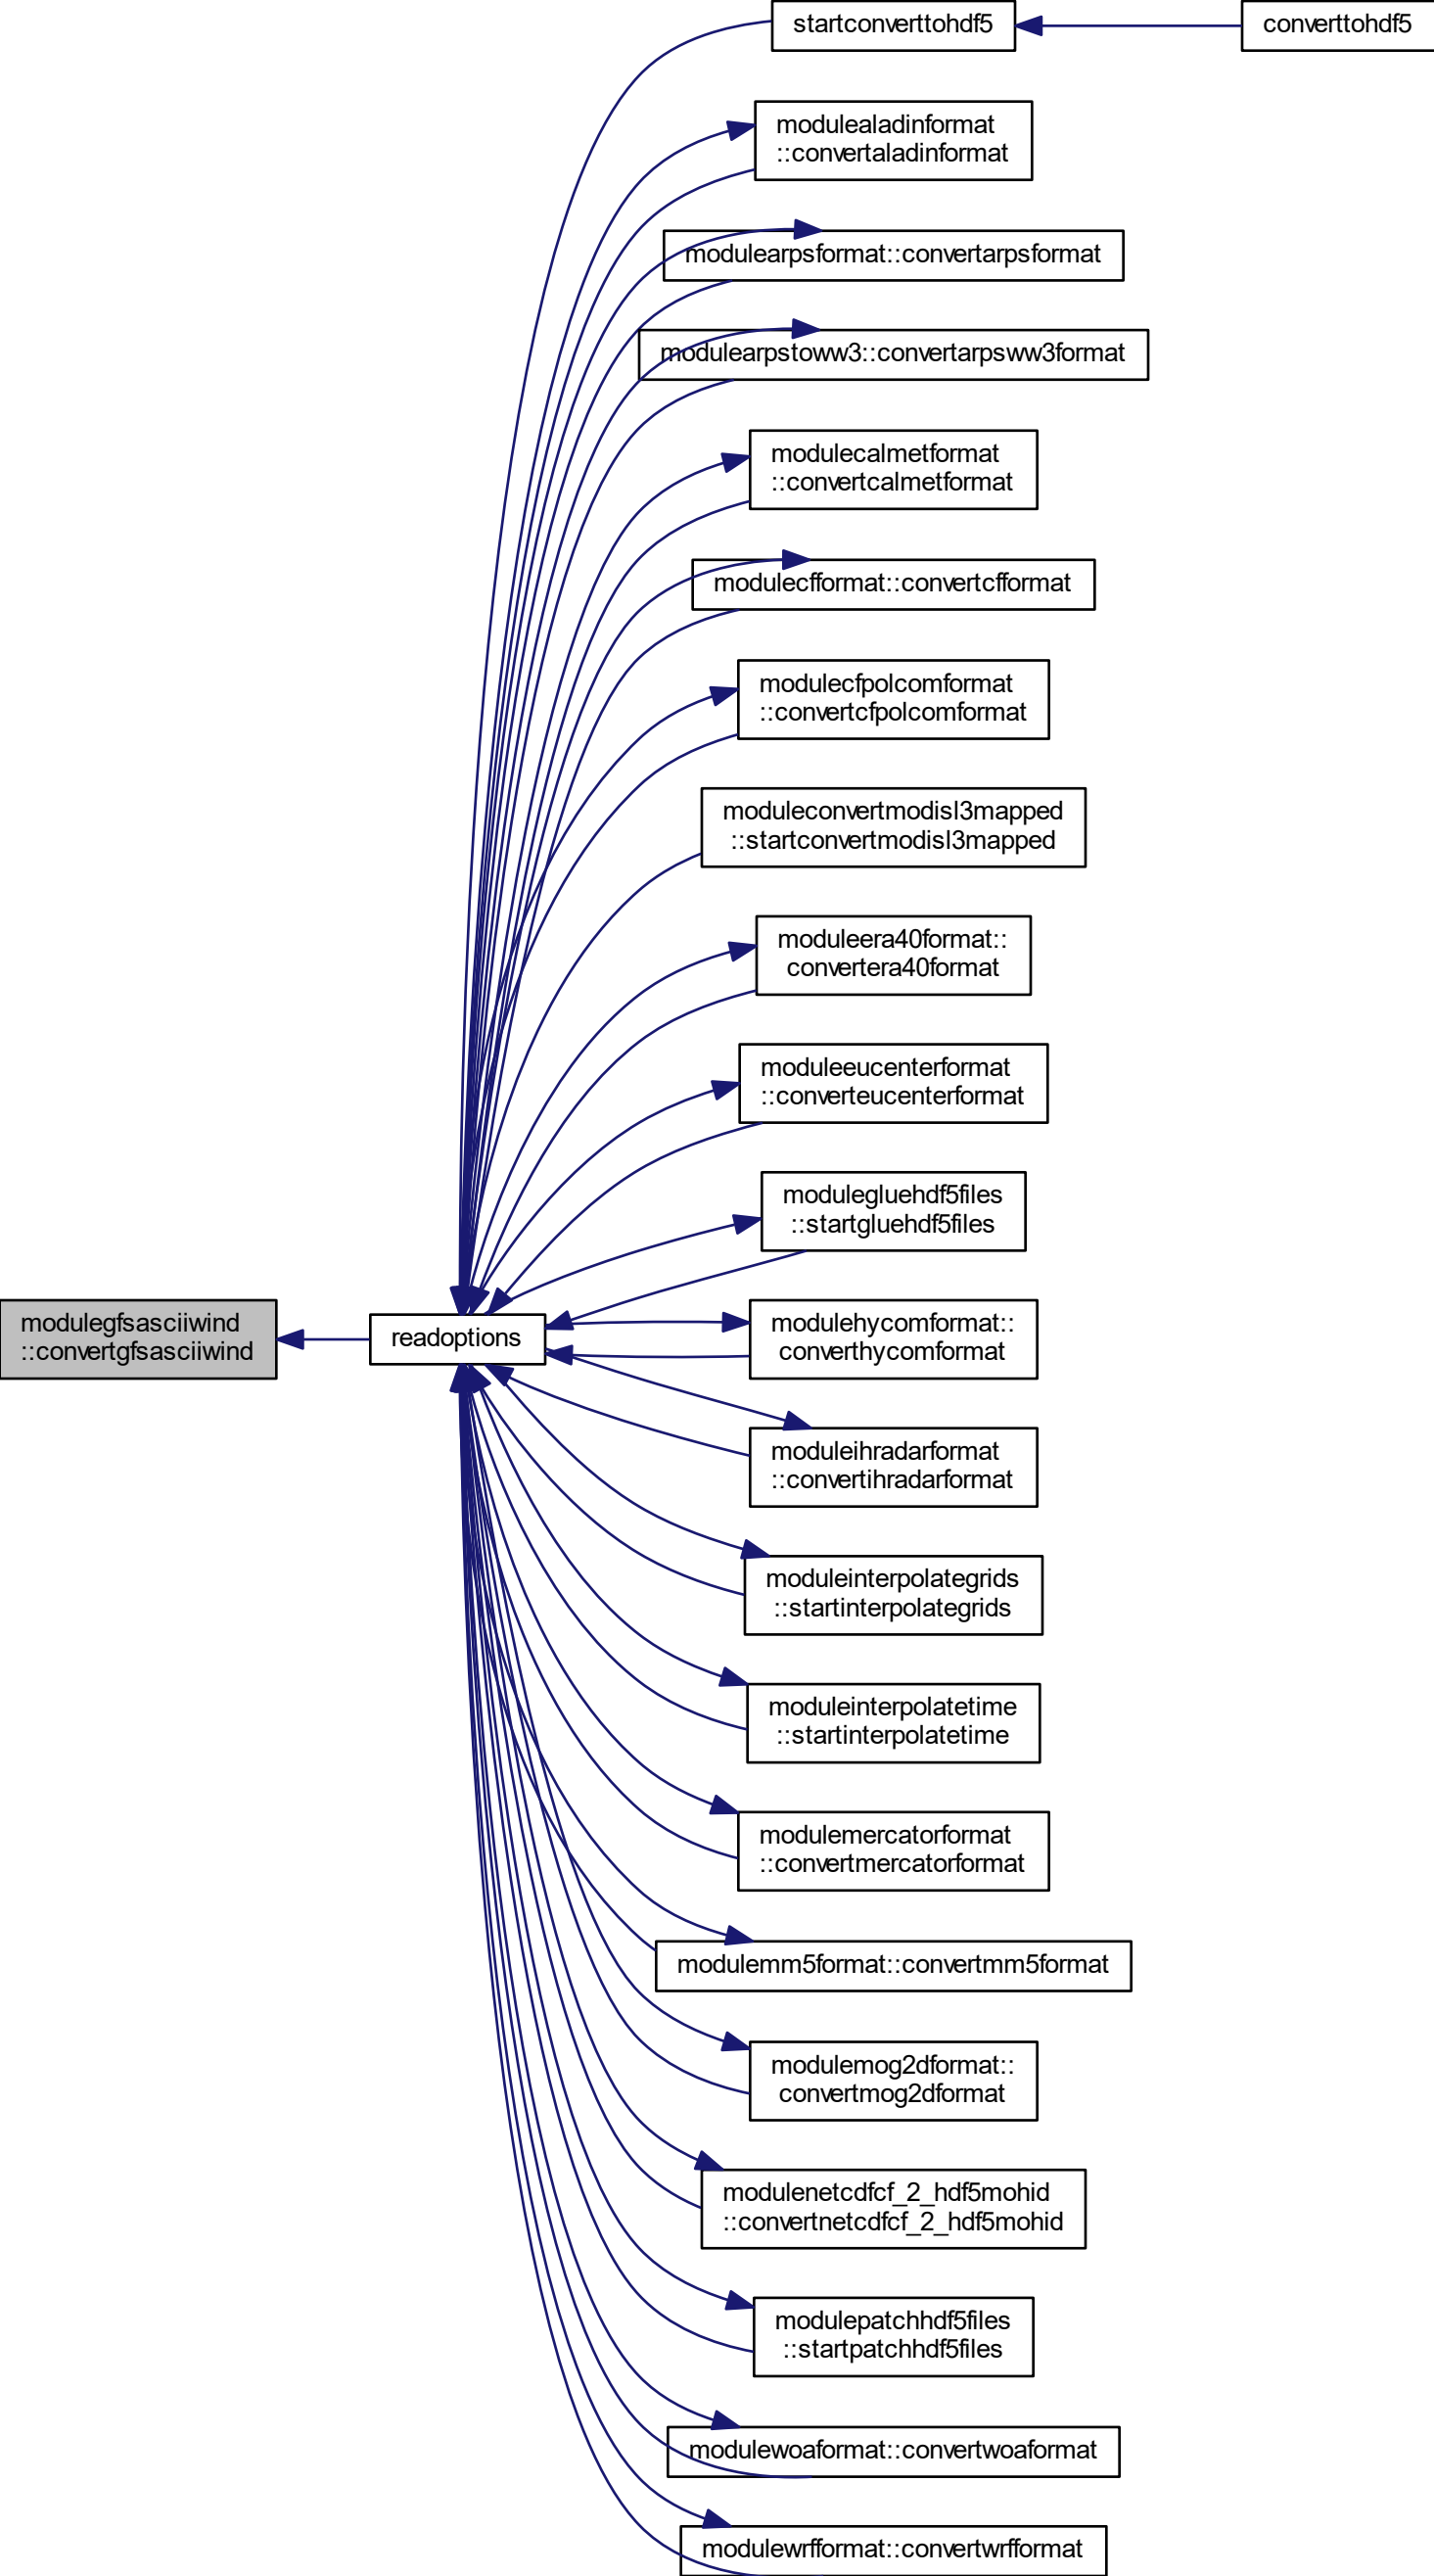 startconverttohdf5
converttohdf5
modulealadinformat
::convertaladinformat
modulearpsformat::convertarpsformat
modulearpstoww3::convertarpsww3format
modulecalmetformat
::convertcalmetformat
modulecfformat::convertcfformat
modulecfpolcomformat
::convertcfpolcomformat
moduleconvertmodisl3mapped
::startconvertmodisl3mapped
moduleera40format::
convertera40format
moduleeucenterformat
::converteucenterformat
modulegluehdf5files
::startgluehdf5files
modulegfsasciiwind
::convertgfsasciiwind
readoptions
modulehycomformat::
converthycomformat
moduleihradarformat
::convertihradarformat
moduleinterpolategrids
::startinterpolategrids
moduleinterpolatetime
::startinterpolatetime
modulemercatorformat
::convertmercatorformat
modulemm5format::convertmm5format
modulemog2dformat::
convertmog2dformat
modulenetcdfcf_2_hdf5mohid
::convertnetcdfcf_2_hdf5mohid
modulepatchhdf5files
::startpatchhdf5files
modulewoaformat::convertwoaformat
modulewrfformat::convertwrfformat